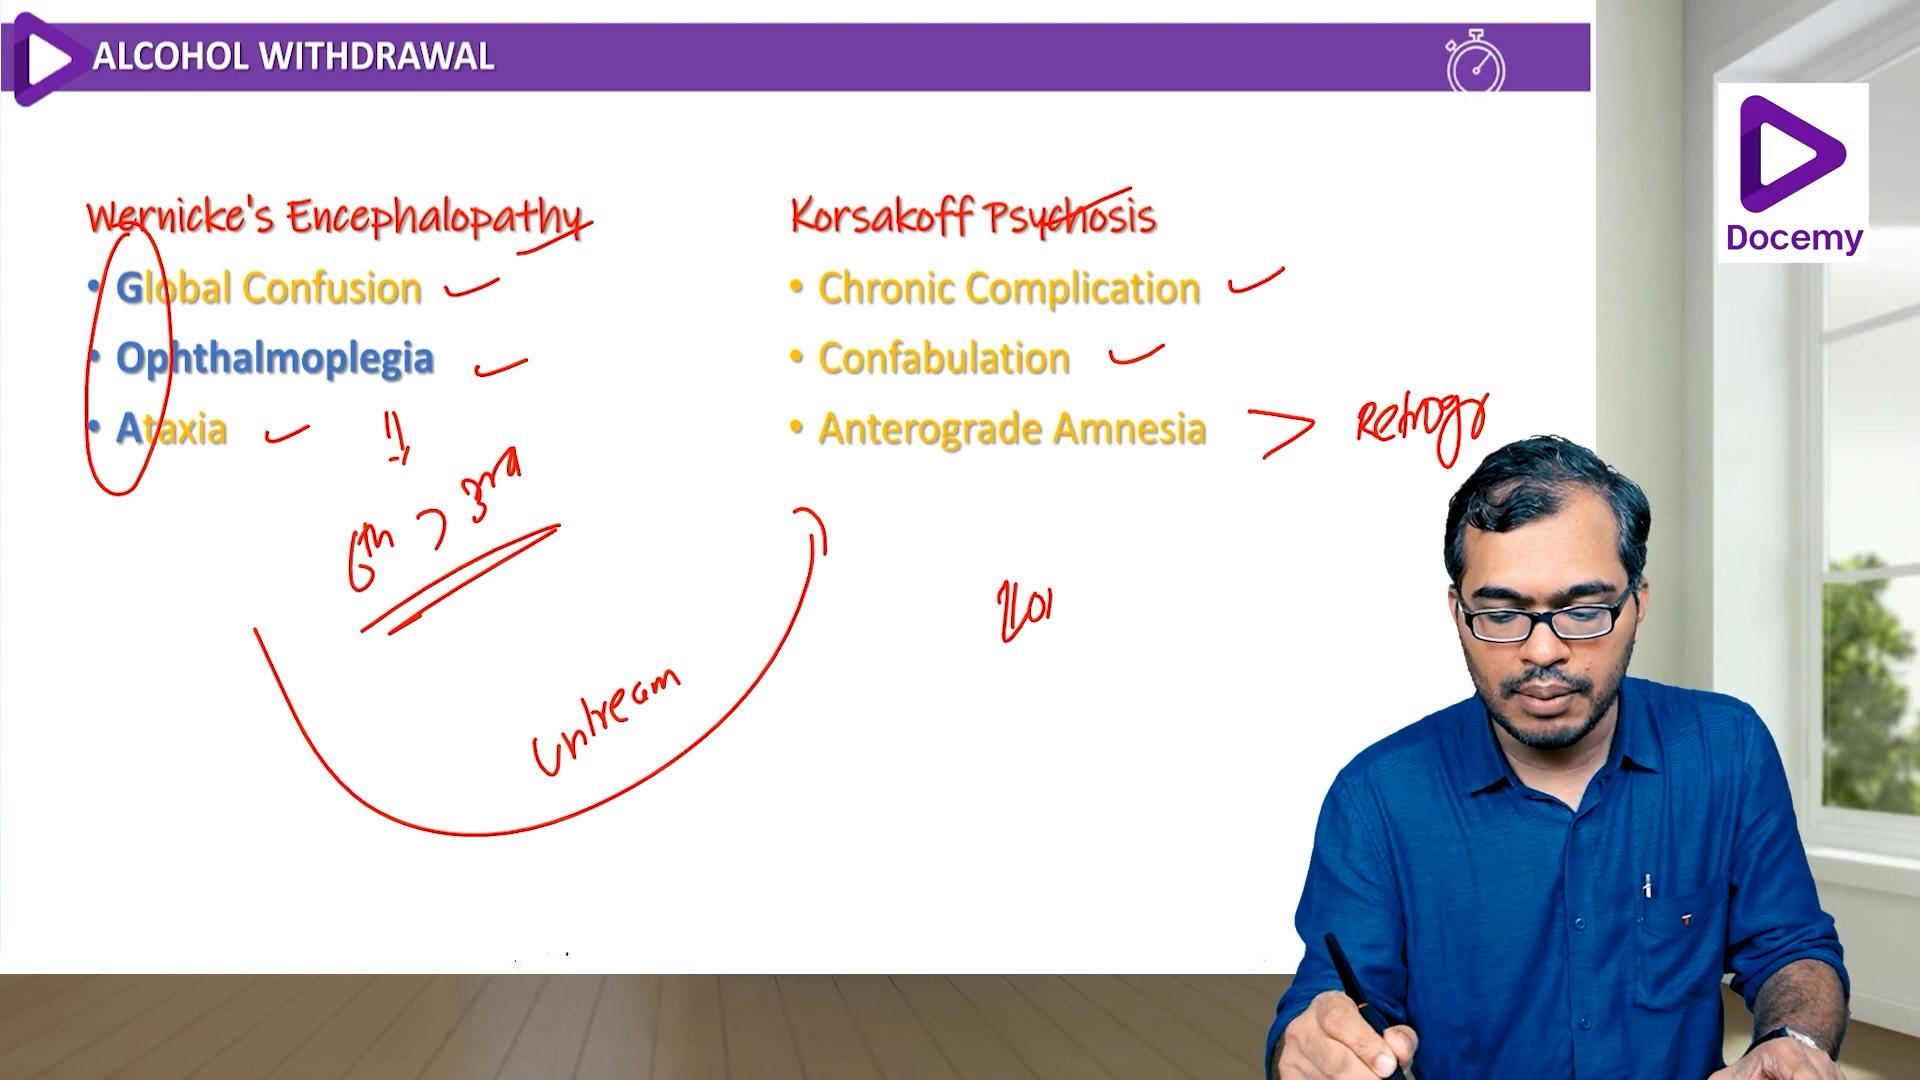 ALCOHOL WITHDRAWAL
Docemy
Wernicke's Encephalopathy
• Global Confusion
• Ophthalmoplegia
• Ataxia
6th > 3rd
Korsakoff Psychosis
• Chronic Complication
• Confabulation
• Anterograde Amnesia > Retrogr